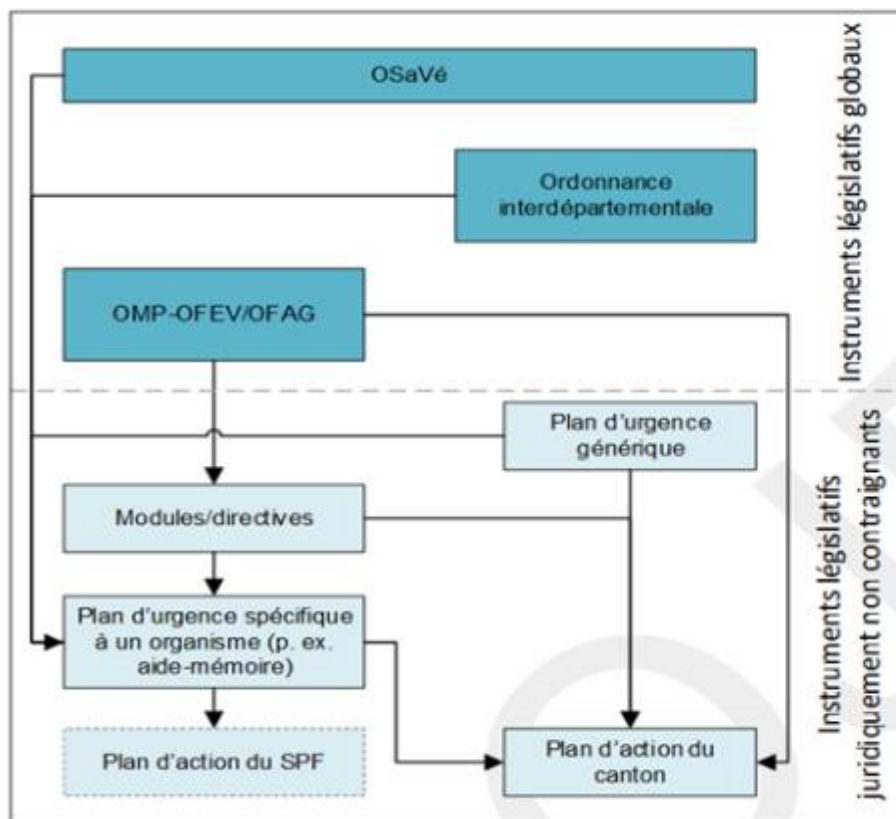 OSaVé
Ordonnance
interdépartementale
OMP-OFEV/OFAG
Instruments législatifs globaux
Plan d'urgence
générique
Modules/directives
Plan d'urgence spécifique
à un organisme (p. ex.
aide-mémoire)
Plan d'action du SPF
Plan d'action du
canton
Instruments législatifs
juridiquement non contraignants